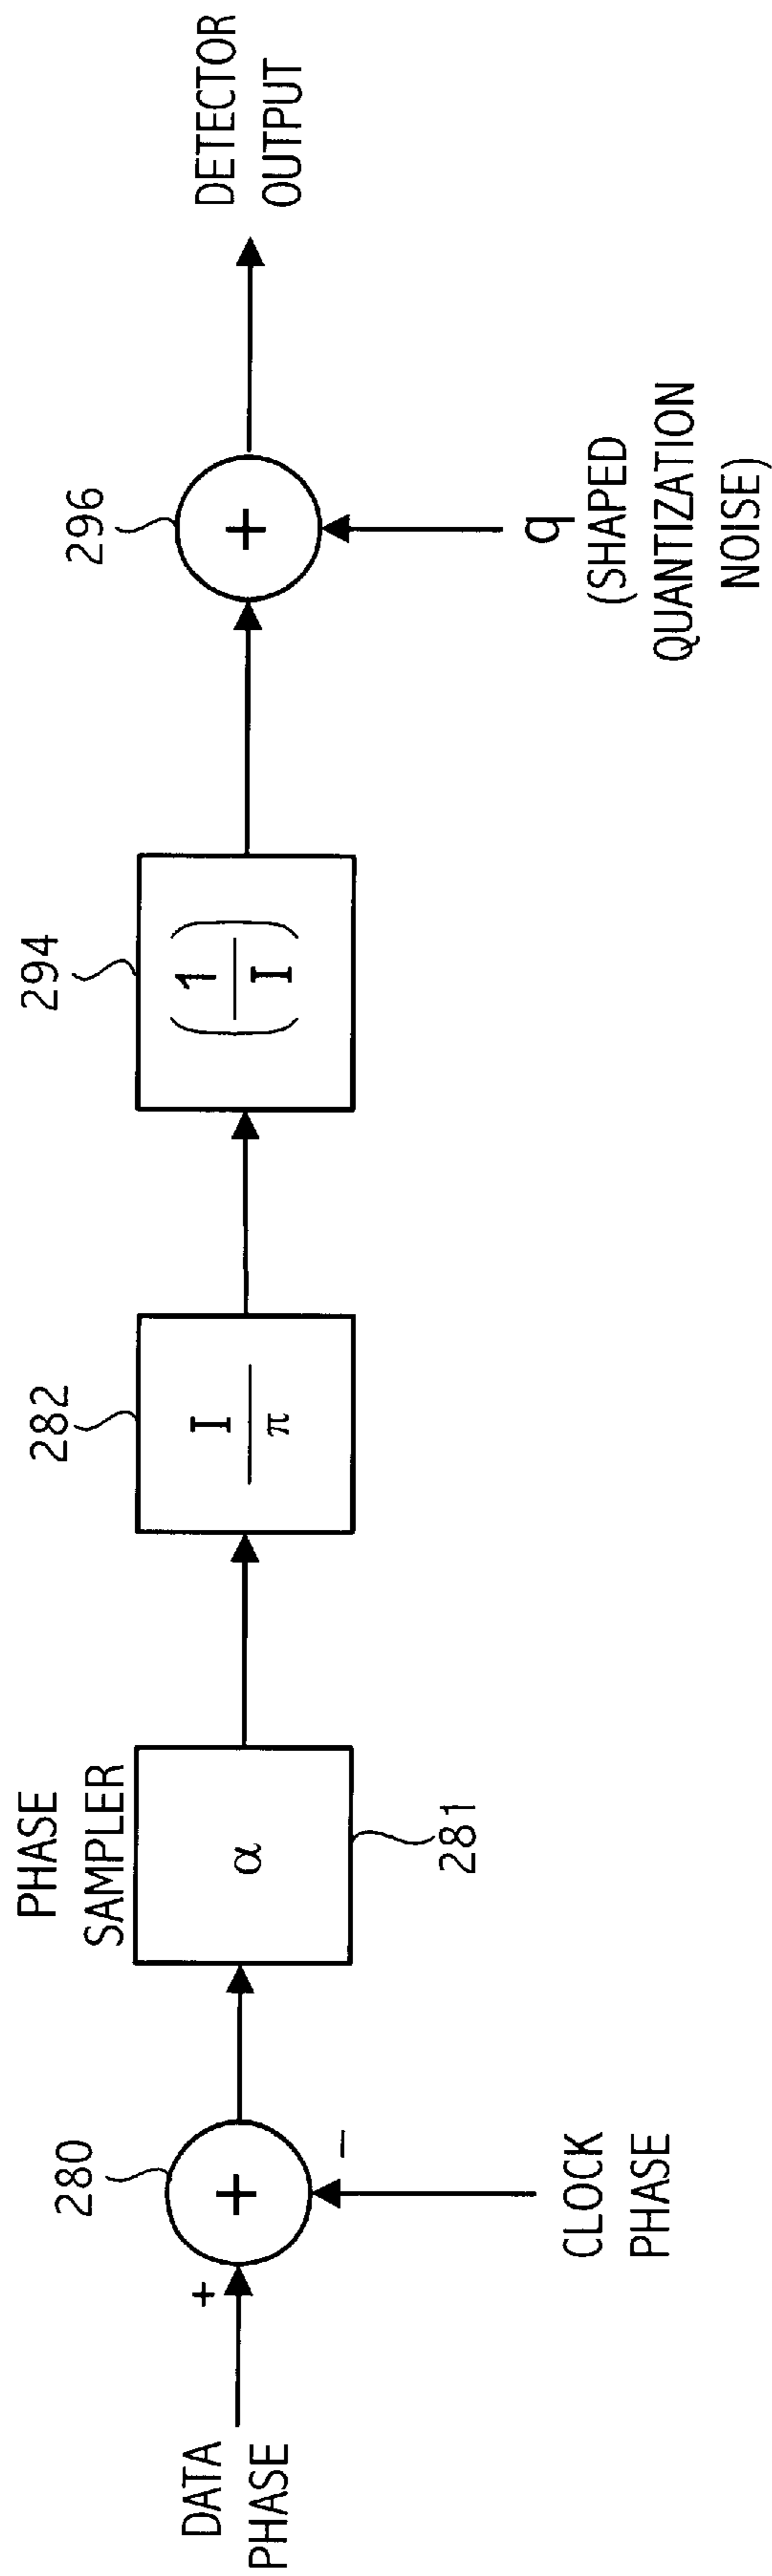 DATA
PHASE
+
280
+
−
CLOCK
PHASE
PHASE
SAMPLER
α
281
282
I
π
294
(1
I)
296
+
q
(SHAPED
QUANTIZATION
NOISE)
DETECTOR
OUTPUT